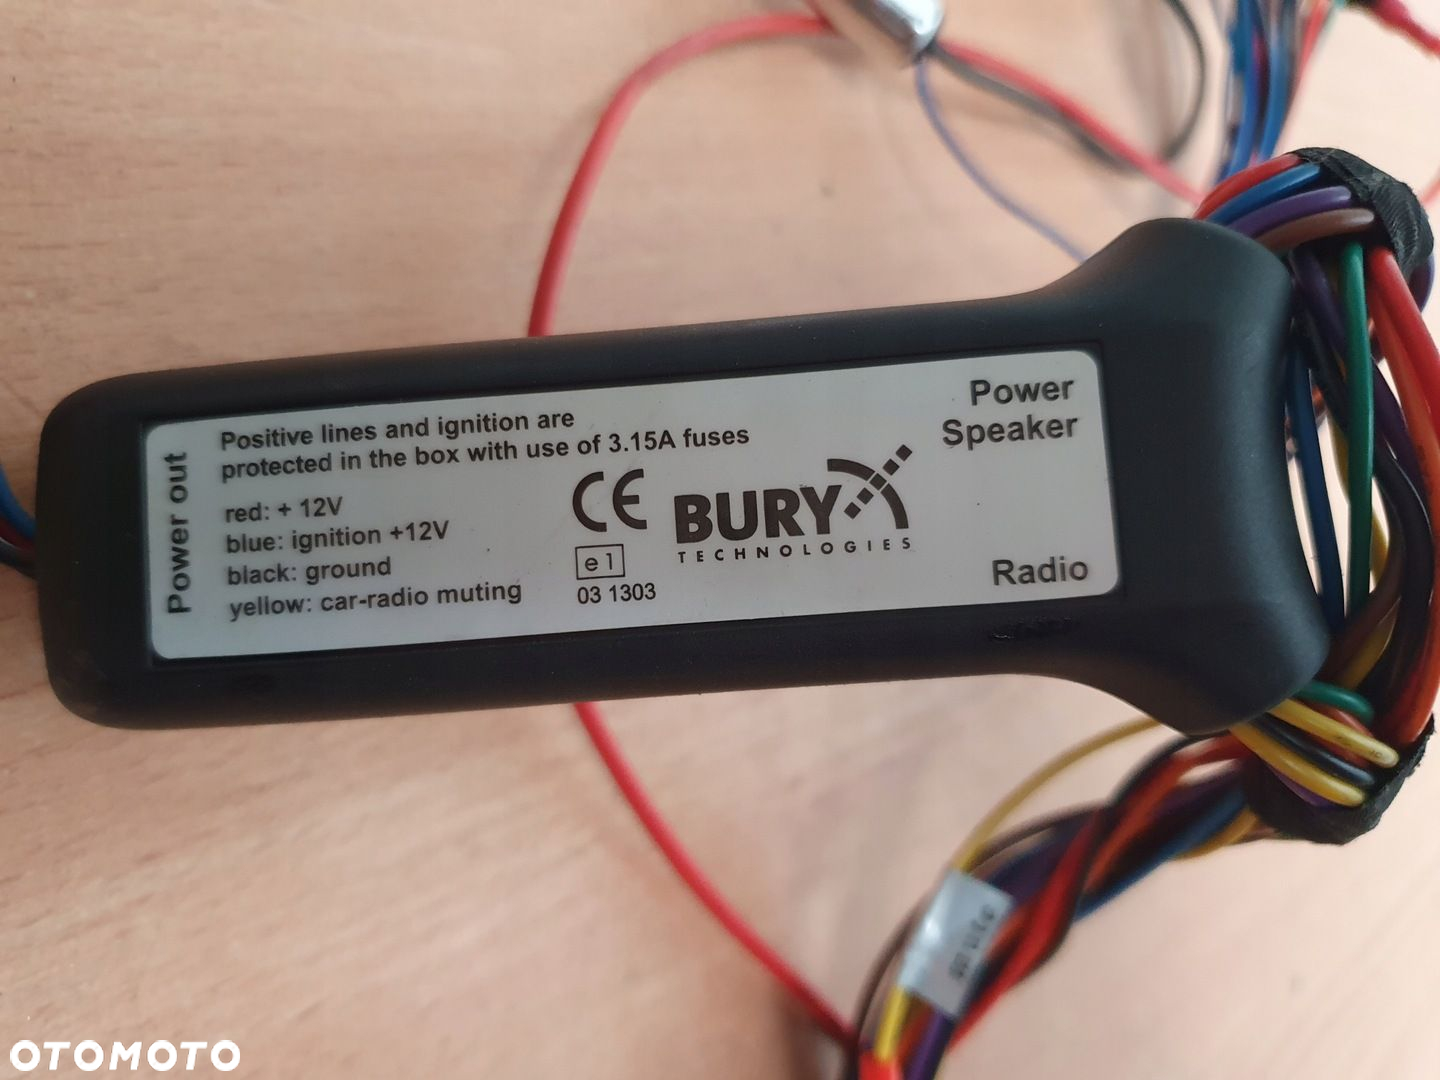 Power out
Positive lines and ignition are
protected in the box with use of 3.15A fuses
red: + 12V
blue: ignition +12V
black: ground
yellow: car-radio muting
CE
e1
03 1303
BURY
TECHNOLOGIES
Power
Speaker
Radio
OTOMOTO